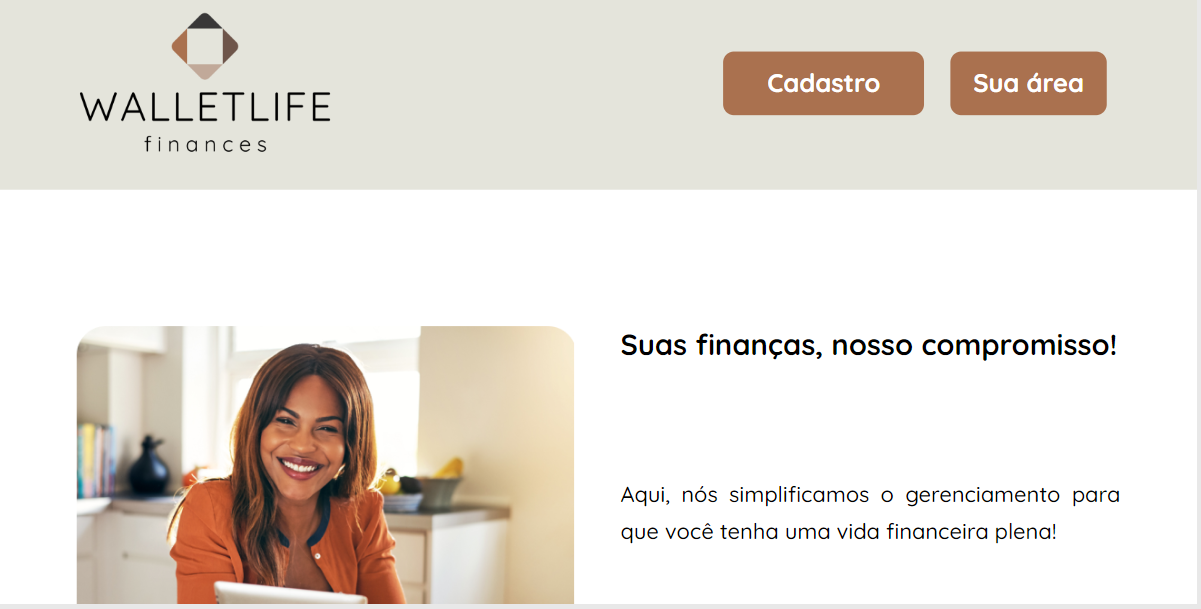 WALLETLIFE
finances
Cadastro
Sua área
Suas finanças, nosso compromisso!
Aqui, nós simplificamos o gerenciamento para
que você tenha uma vida financeira plena!